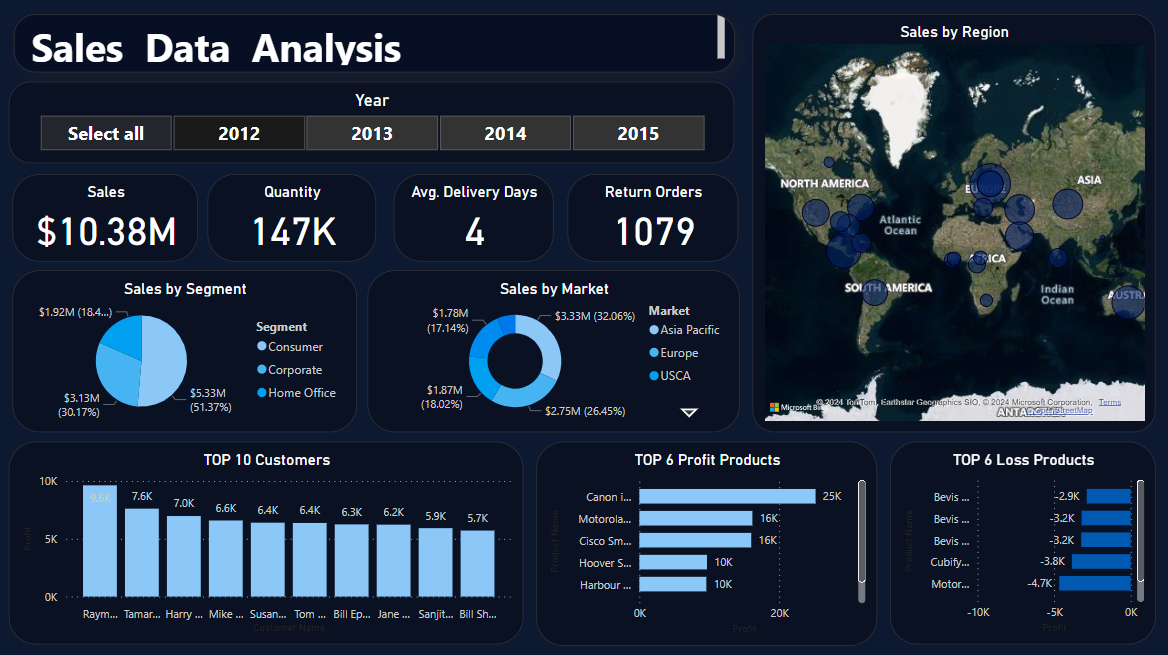 Sales Data Analysis
Year
Select all
2012
2013
2014
2015
Sales
$10.38M
Quantity
147K
Avg. Delivery Days
4
Return Orders
1079
Sales by Region
NORTH AMERICA
ASIA
Atlantic
Ocean
AFRICA
SOUTH AMERICA
Indian
Ocean
AUSTR
Microsoft Bi
© 2024 TomTom, Earthstar Geographics SIO, © 2024 Microsoft Corporation, Terms
OpenStreetMap
Sales by Segment
$1.92M (18.4...)
$3.13M
(30.17%)
$5.33M
(51.37%)
Segment
Consumer
Corporate
Home Office
Sales by Market
$1.78M
(17.14%)
$3.33M (32.06%)
$1.87M
(18.02%)
$2.75M (26.45%)
Market
Asia Pacific
Europe
USCA
TOP 10 Customers
Profit
10K
5K
0K
9.6K
7.6K
7.0K
6.6K
6.4K
6.4K
6.3K
6.2K
5.9K
5.7K
Raym...
Tamar...
Harry ...
Mike ...
Susan...
Tom ...
Bill Ep...
Jane ...
Sanjit...
Bill Sh...
Customer Name
TOP 6 Profit Products
Product Name
Canon i...
25K
Motorola...
16K
Cisco Sm...
16K
Hoover S...
10K
Harbour ...
10K
0K
20K
Profit
TOP 6 Loss Products
Product Name
Bevis ...
-2.9K
Bevis ...
-3.2K
Bevis ...
-3.2K
Cubify...
-3.8K
Motor...
-4.7K
-10K
-5K
0K
Profit